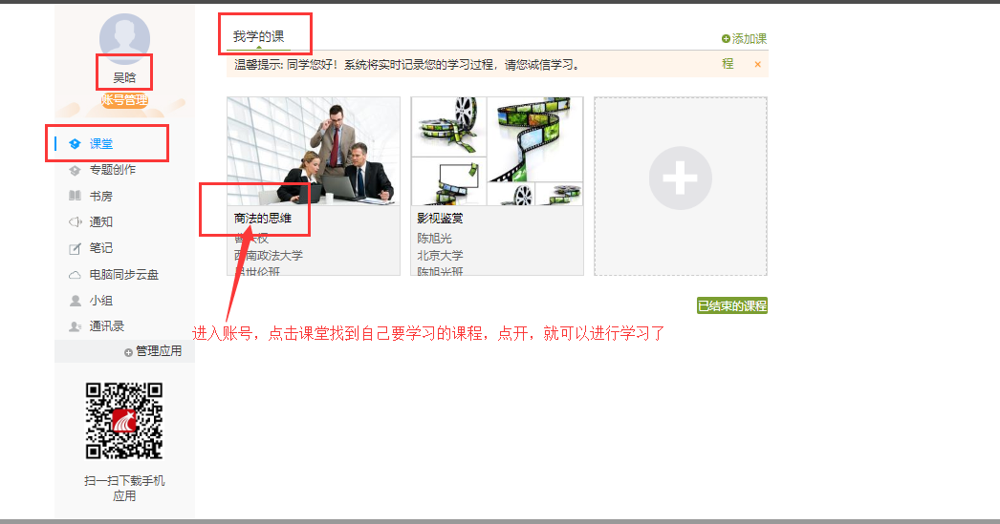 吴晗
账号管理
课堂
专题创作
书房
通知
笔记
电脑同步云盘
小组
通讯录
管理应用
扫一扫下载手机
应用
我学的课
添加课
程
温馨提示: 同学您好！系统将实时记录您的学习过程，请您诚信学习。
×
商法的思维
西南政法大学
影视鉴赏
陈旭光
北京大学
陈旭光班
已结束的课程
进入账号，点击课堂找到自己要学习的课程，点开，就可以进行学习了